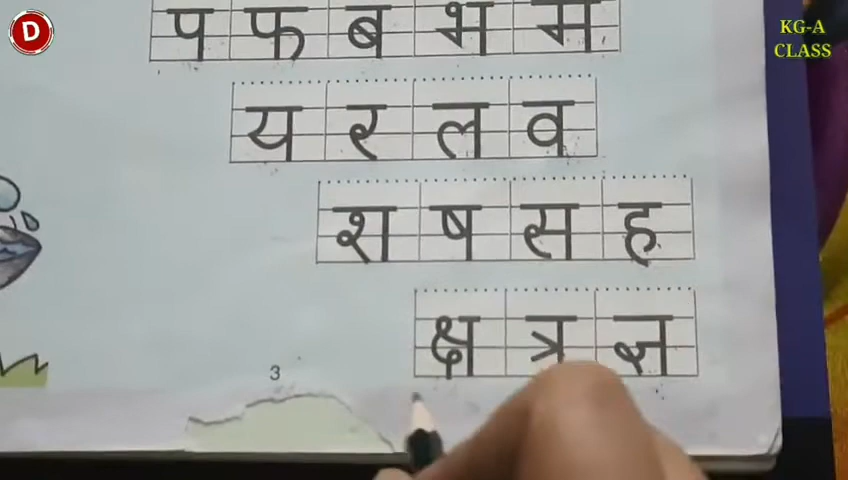 D
KG-A
CLASS
प फ ब भ म
य र ल व
श ष स ह
क्ष त्र ज्ञ
3